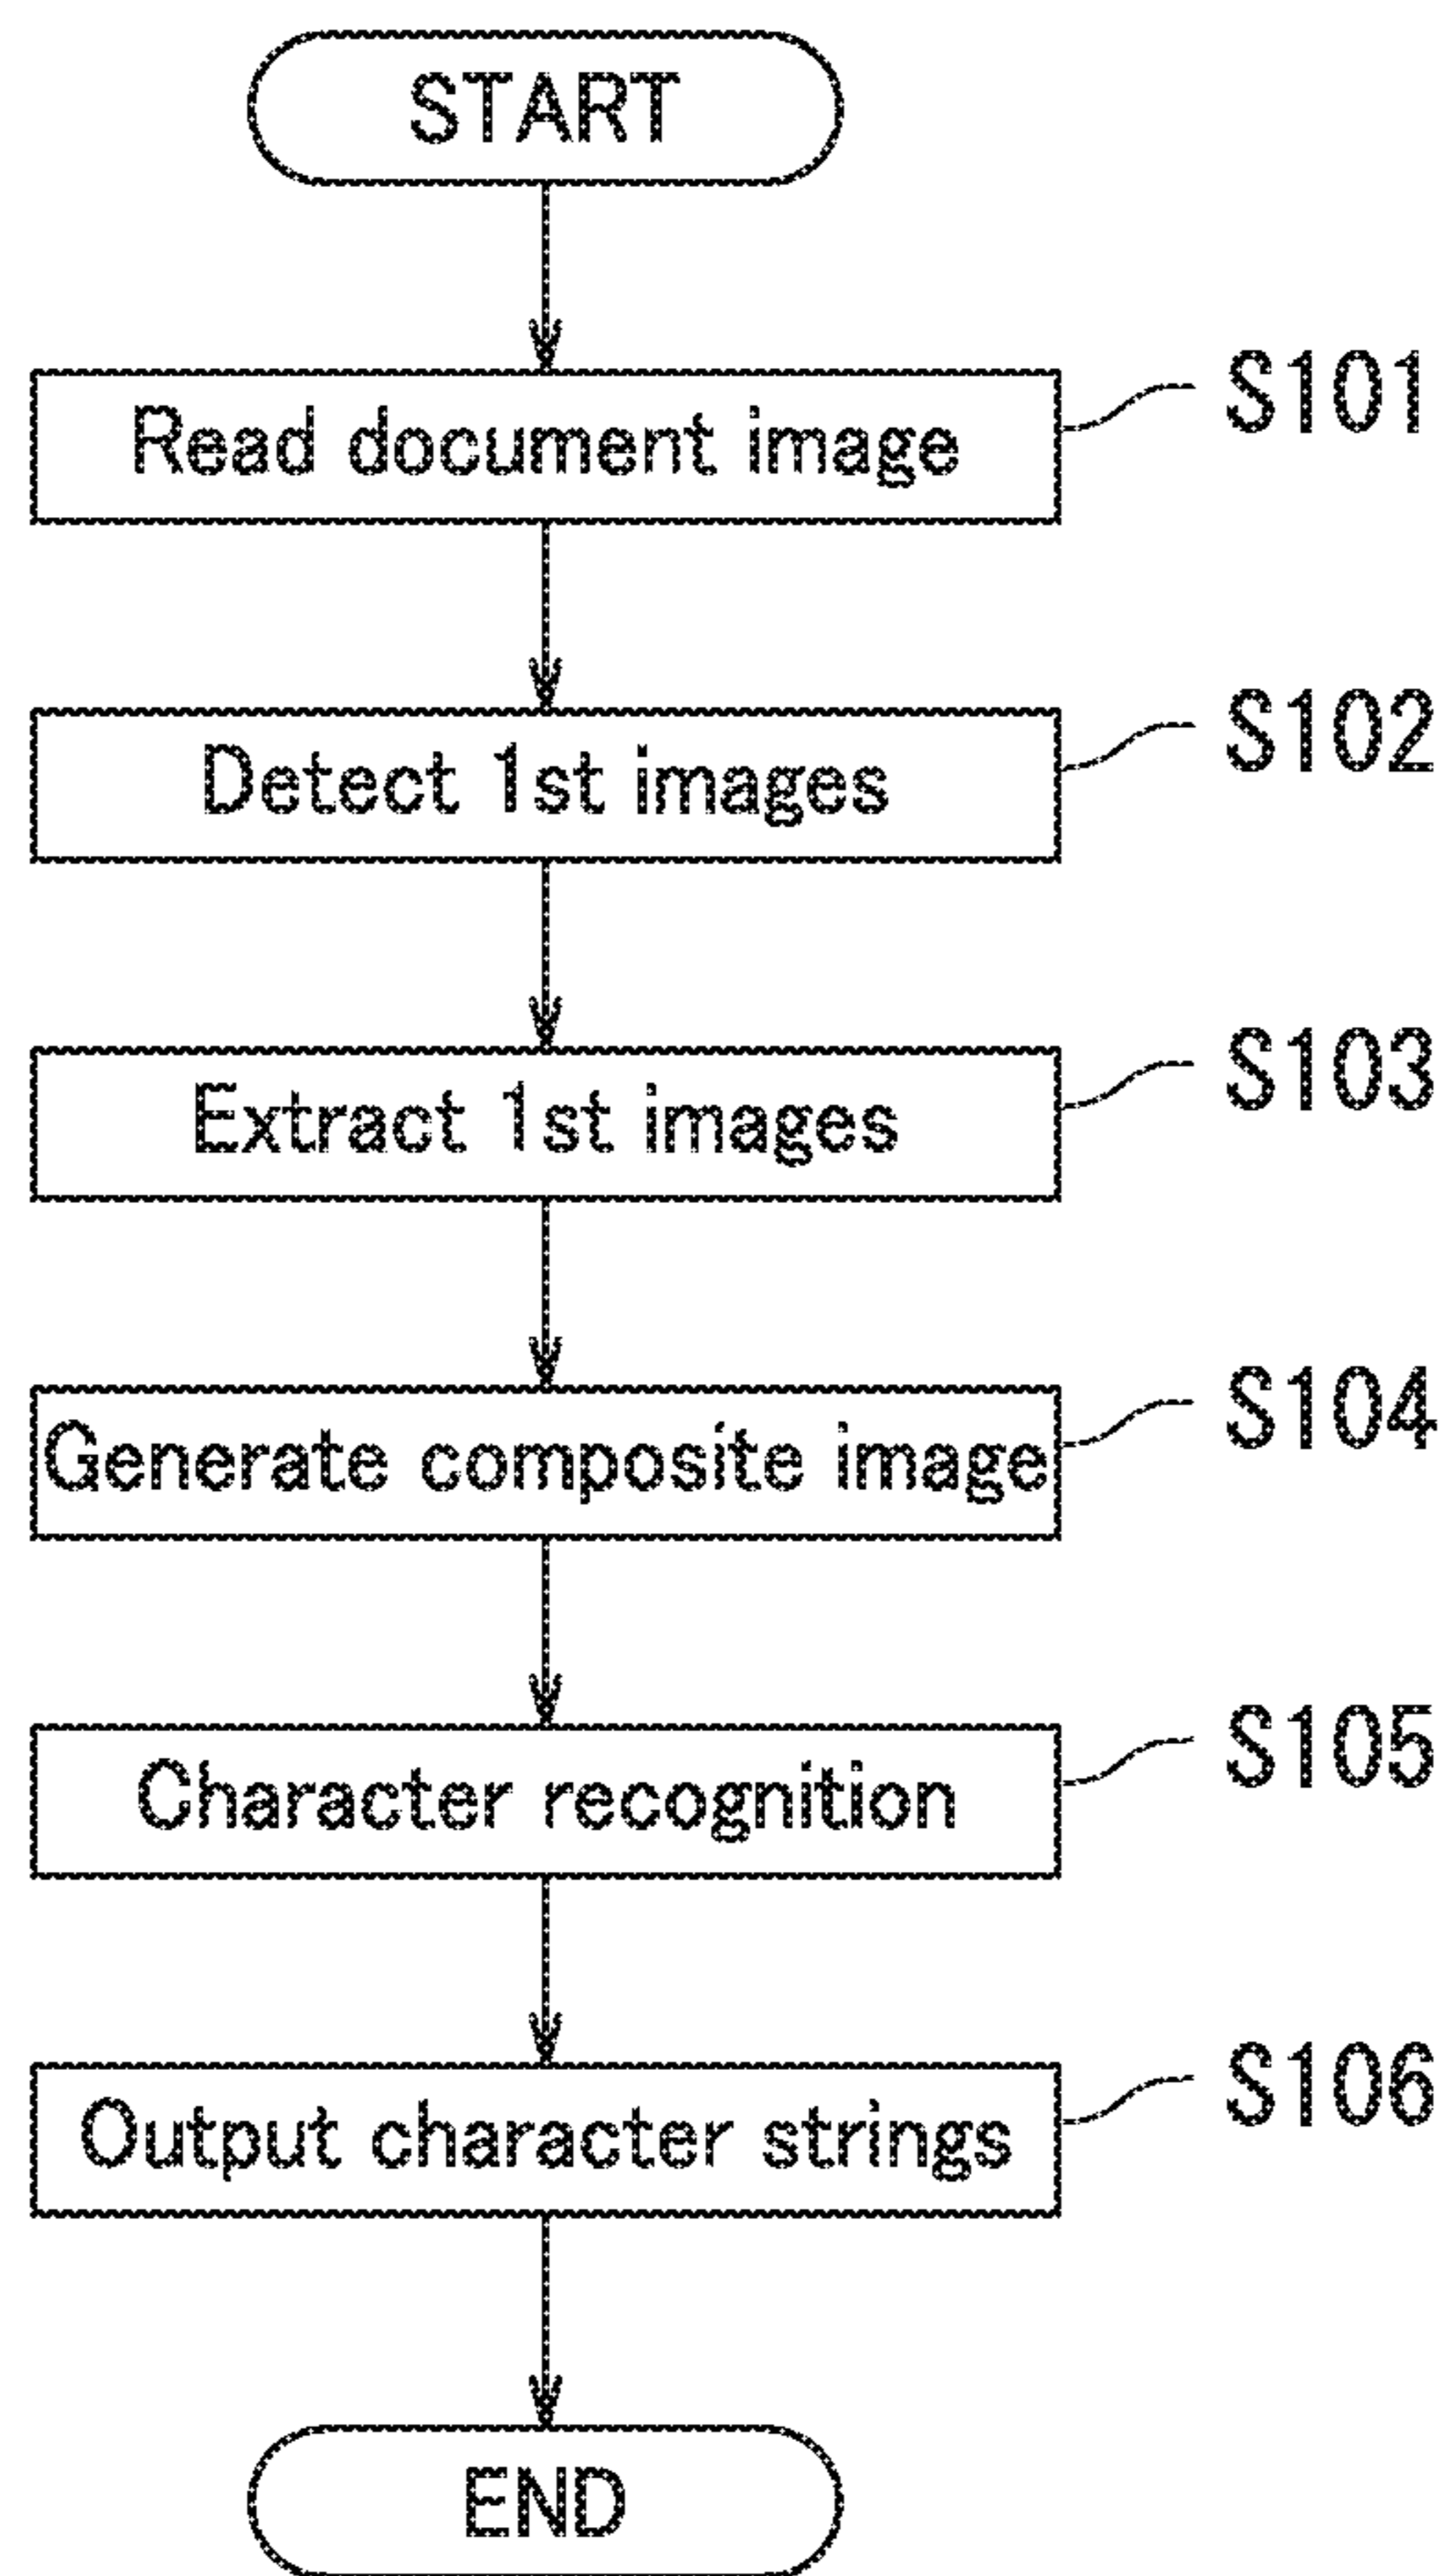 START
Read document image
S101
Detect 1st images
S102
Extract 1st images
S103
Generate composite image
S104
Character recognition
S105
Output character strings
S106
END